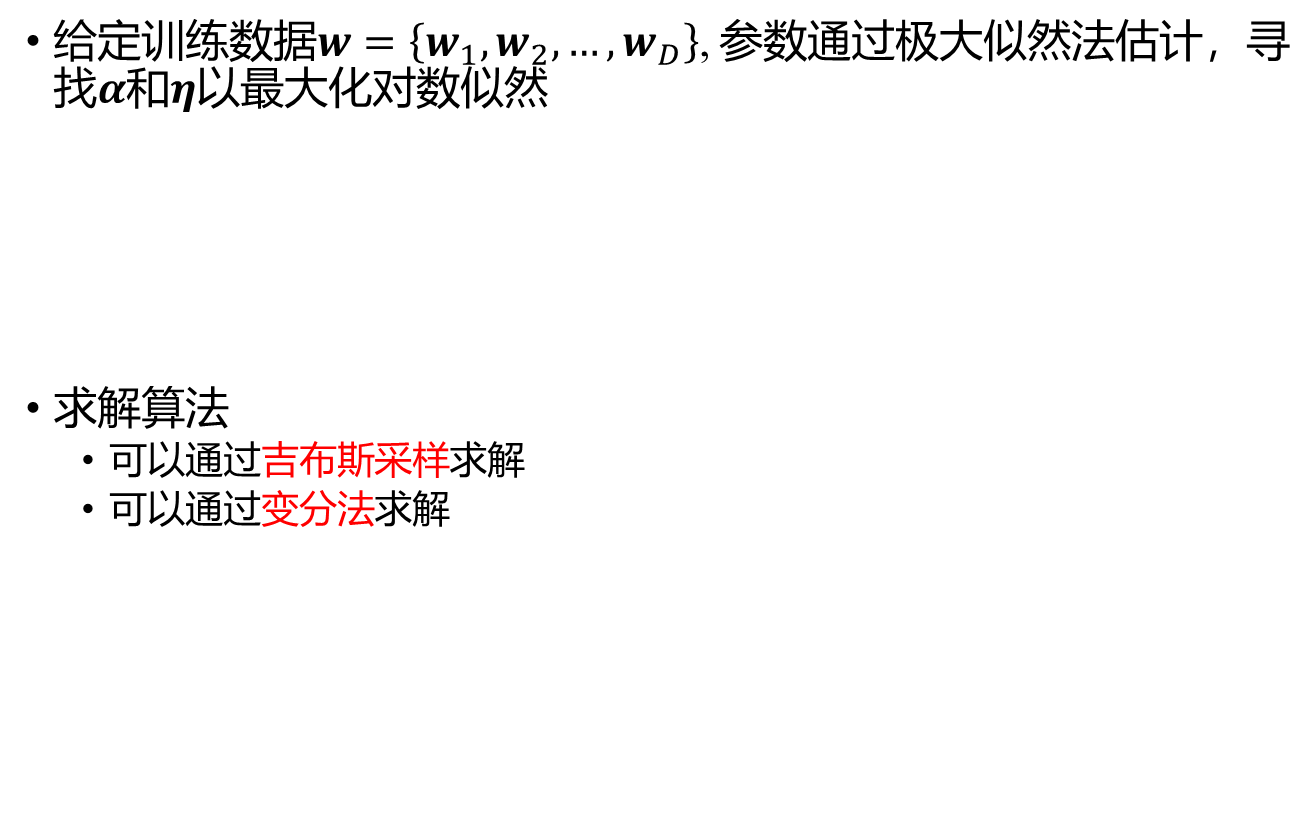 • 给定训练数据𝒘 = {𝒘₁, 𝒘₂, … , 𝒘_D}, 参数通过极大似然法估计，寻
找𝜶和𝜼以最大化对数似然
• 求解算法
• 可以通过吉布斯采样求解
• 可以通过变分法求解